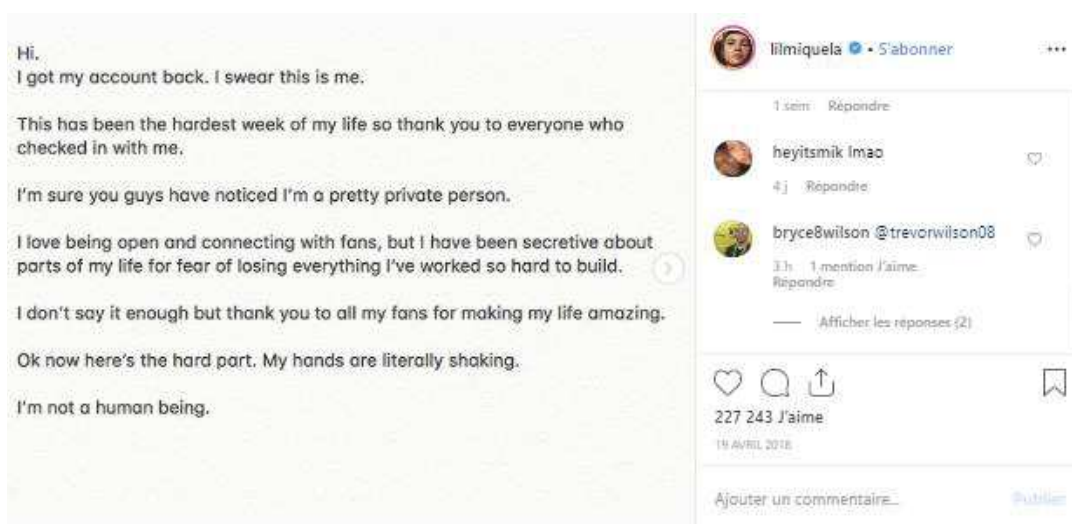 Hi.
I got my account back. I swear this is me.
This has been the hardest week of my life so thank you to everyone who
checked in with me.
I'm sure you guys have noticed I'm a pretty private person.
I love being open and connecting with fans, but I have been secretive about
parts of my life for fear of losing everything I've worked so hard to build.
I don't say it enough but thank you to all my fans for making my life amazing.
Ok now here's the hard part. My hands are literally shaking.
I'm not a human being.
lilmiquela • S'abonner
1 sem Répondre
heyitsmik lmao
4 j Répondre
bryce8wilson @trevorwilson08
3 h 1 mention J'aime
Répondre
Afficher les réponses (2)
227 243 J'aime
19 AVRIL 2018
Ajouter un commentaire...
Publier